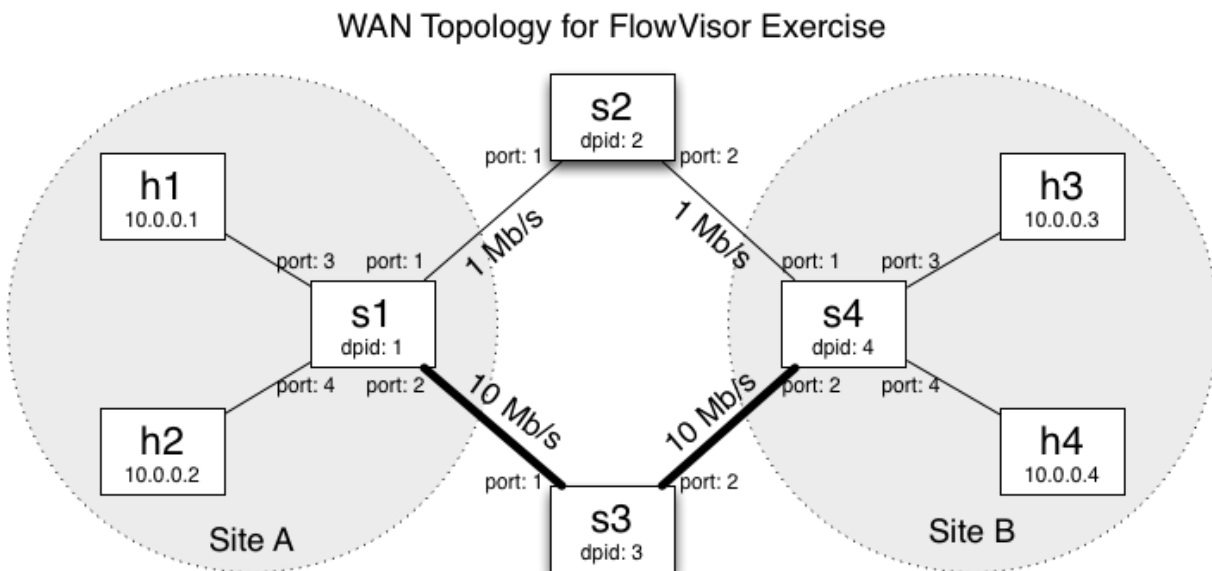 WAN Topology for FlowVisor Exercise
s2
dpid: 2
port: 1
port: 2
h1
10.0.0.1
h3
10.0.0.3
1 Mb/s
1 Mb/s
port: 3
port: 1
port: 1
port: 3
s1
dpid: 1
s4
dpid: 4
port: 4
port: 2
port: 2
port: 4
10 Mb/s
10 Mb/s
h2
10.0.0.2
h4
10.0.0.4
port: 1
port: 2
s3
dpid: 3
Site A
Site B